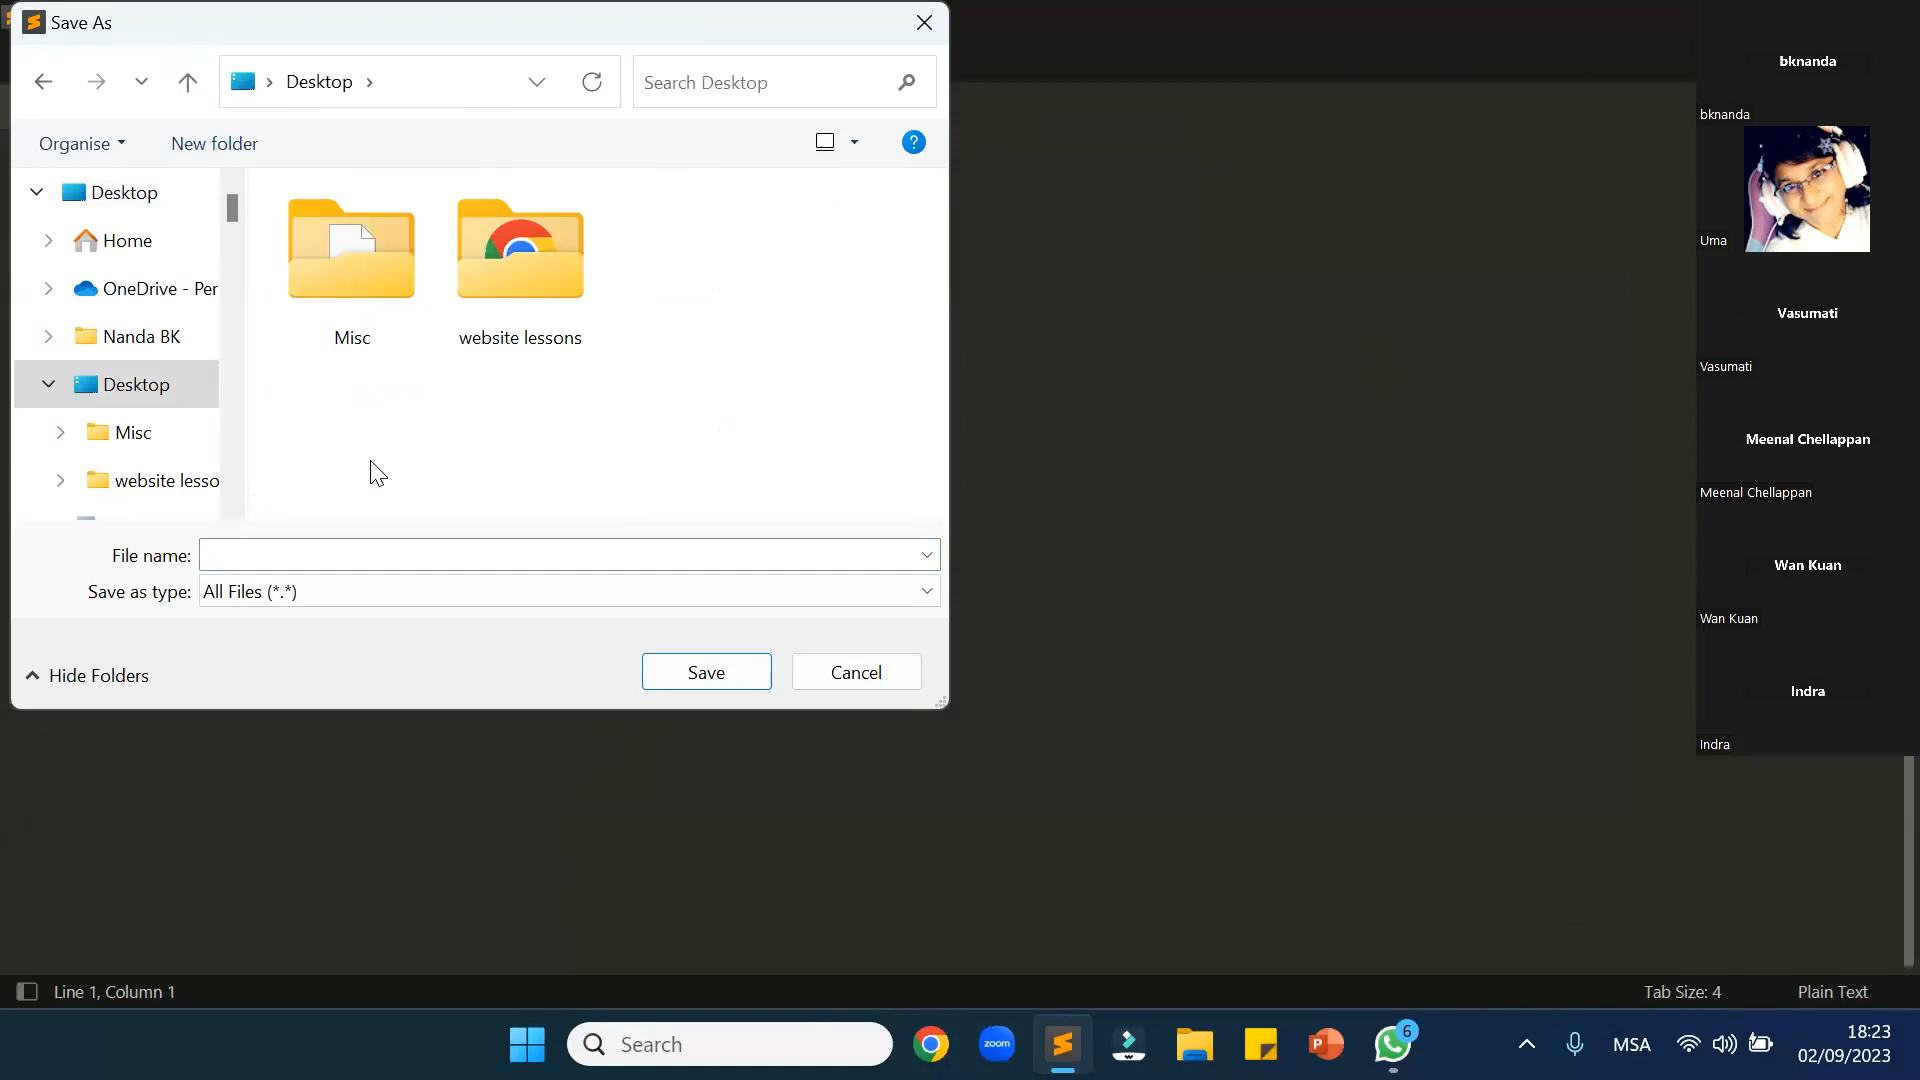 Save As
Desktop
Search Desktop
Organise
New folder
?
Desktop
Home
OneDrive - Per
Nanda BK
Desktop
Misc
website lesso
Misc
website lessons
File name:
Save as type: All Files (*.*)
Hide Folders
Save
Cancel
bknanda
bknanda
Uma
Vasumati
Vasumati
Meenal Chellappan
Meenal Chellappan
Wan Kuan
Wan Kuan
Indra
Indra
Line 1, Column 1
Tab Size: 4
Plain Text
Search
zoom
P
6
MSA
18:23
02/09/2023